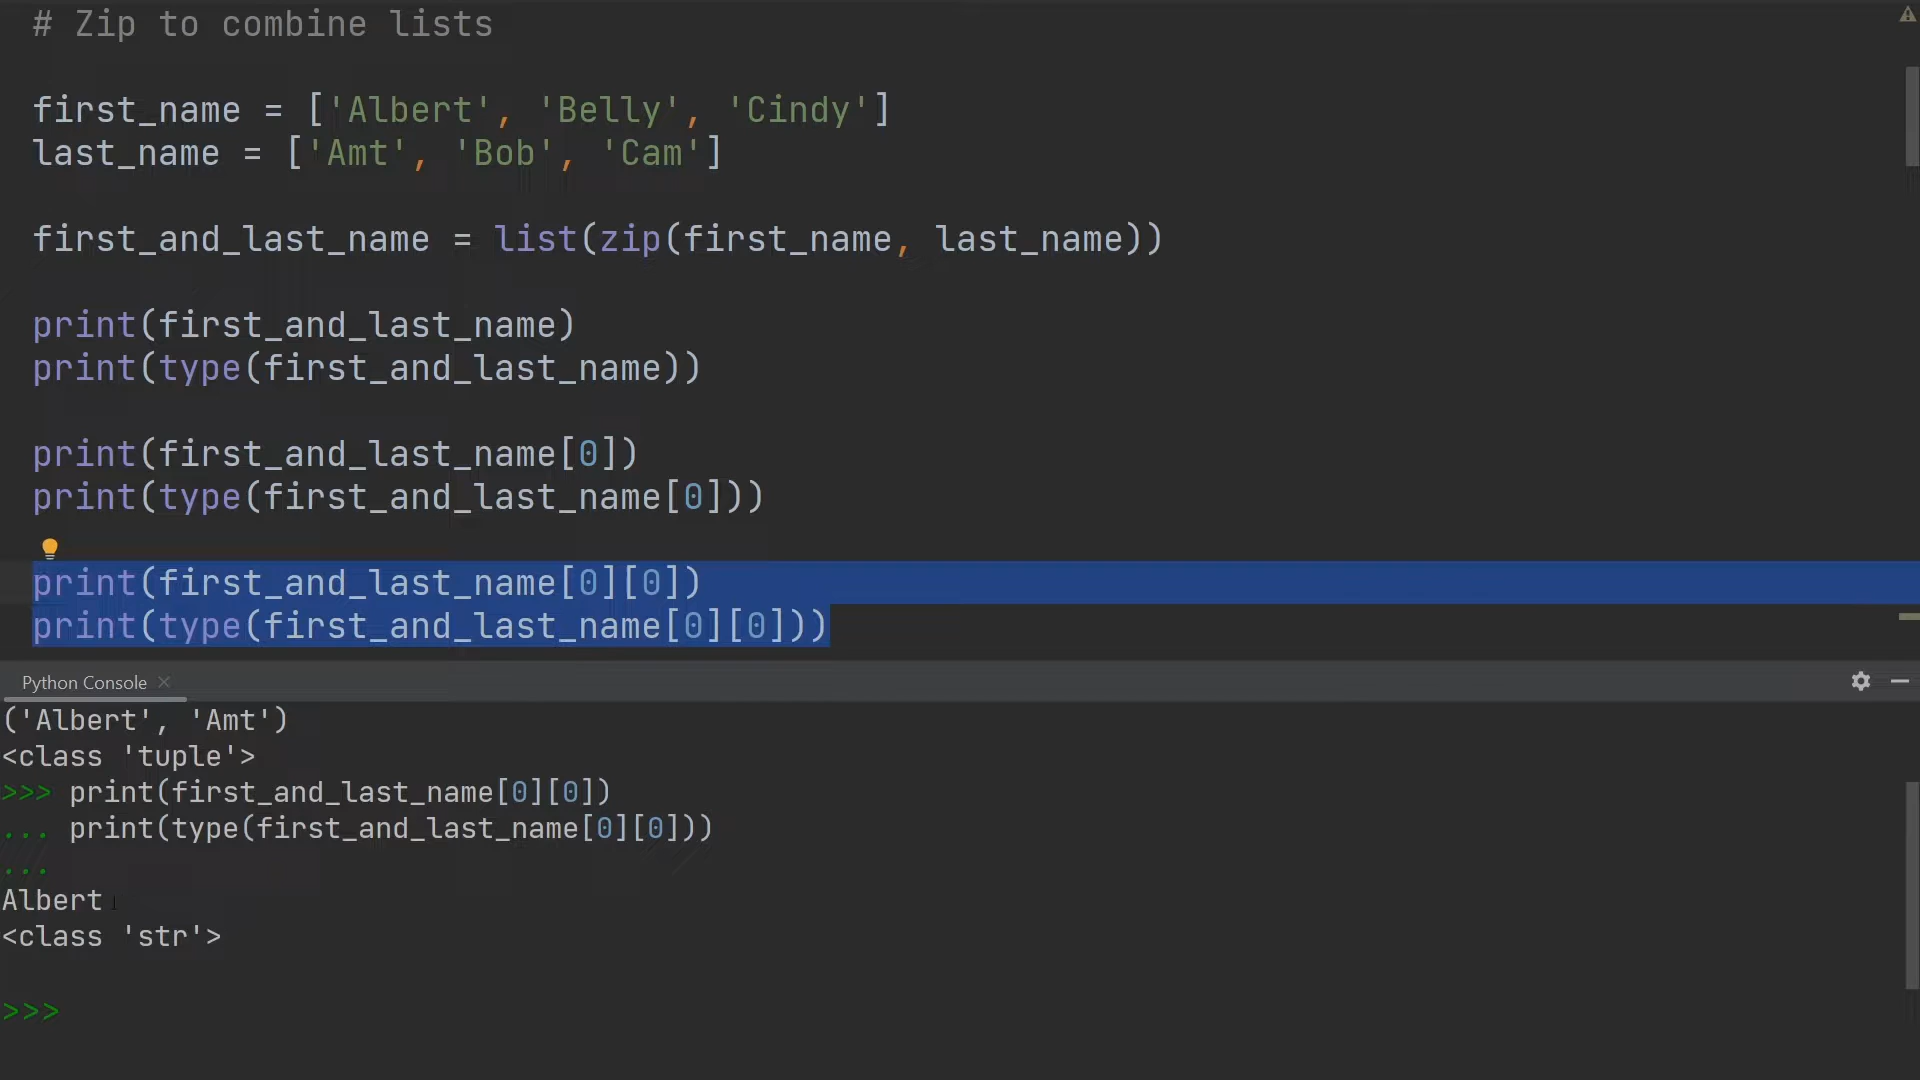 # Zip to combine lists
first_name = ['Albert', 'Belly', 'Cindy']
last_name = ['Amt', 'Bob', 'Cam']
first_and_last_name = list(zip(first_name, last_name))
print(first_and_last_name)
print(type(first_and_last_name))
print(first_and_last_name[0])
print(type(first_and_last_name[0]))
print(first_and_last_name[0][0])
print(type(first_and_last_name[0][0]))
Python Console
('Albert', 'Amt')
<class 'tuple'>
>>> print(first_and_last_name[0][0])
... print(type(first_and_last_name[0][0]))
...
Albert
<class 'str'>
>>>